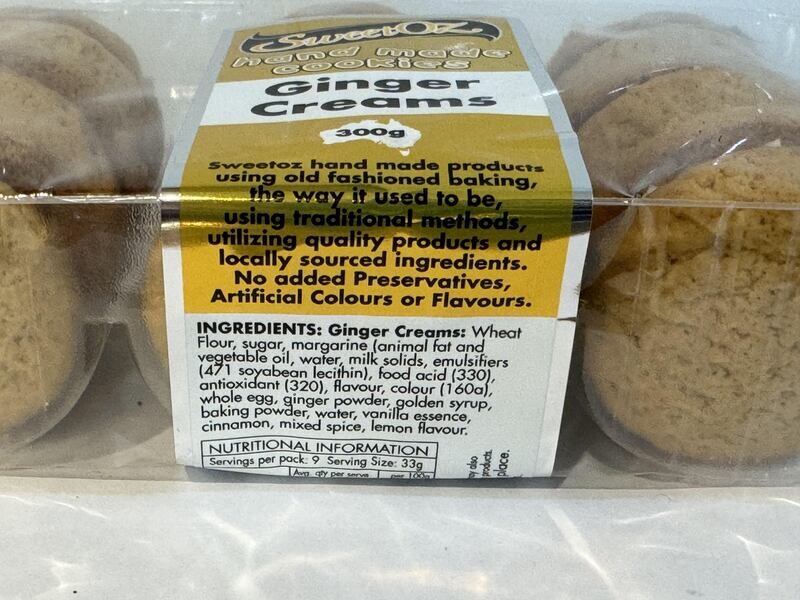 SweetOz
hand made
cookies
Ginger
Creams
300g
Sweetoz hand made products
using old fashioned baking,
the way it used to be,
using traditional methods,
utilizing quality products and
locally sourced ingredients.
No added Preservatives,
Artificial Colours or Flavours.
INGREDIENTS: Ginger Creams: Wheat
Flour, sugar, margarine (animal fat and
vegetable oil, water, milk solids, emulsifiers
(471 soyabean lecithin), food acid (330),
antioxidant (320), flavour, colour (160a),
whole egg, ginger powder, golden syrup,
baking powder, water, vanilla essence,
cinnamon, mixed spice, lemon flavour.
NUTRITIONAL INFORMATION
Servings per pack: 9 Serving Size: 33g
Avg. qty per serve per 100g
also
products.
place.